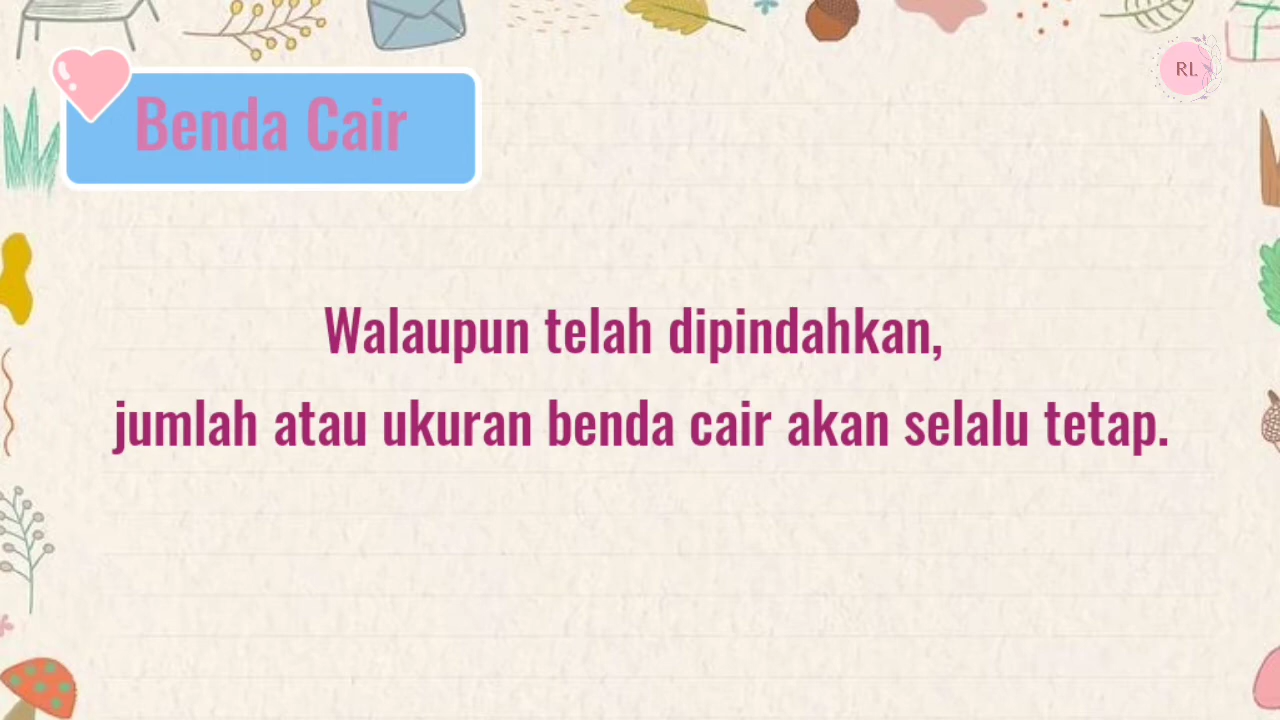 RL
Benda Cair
Walaupun telah dipindahkan,
jumlah atau ukuran benda cair akan selalu tetap.